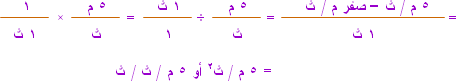 = (٥ م / ث – صفر م / ث) / ١ ث = ٥ م / ث ÷ ١ ث / ١ = ٥ م / ث × ١ / ١ ث
= ٥ م / ث٢ أو ٥ م / ث / ث